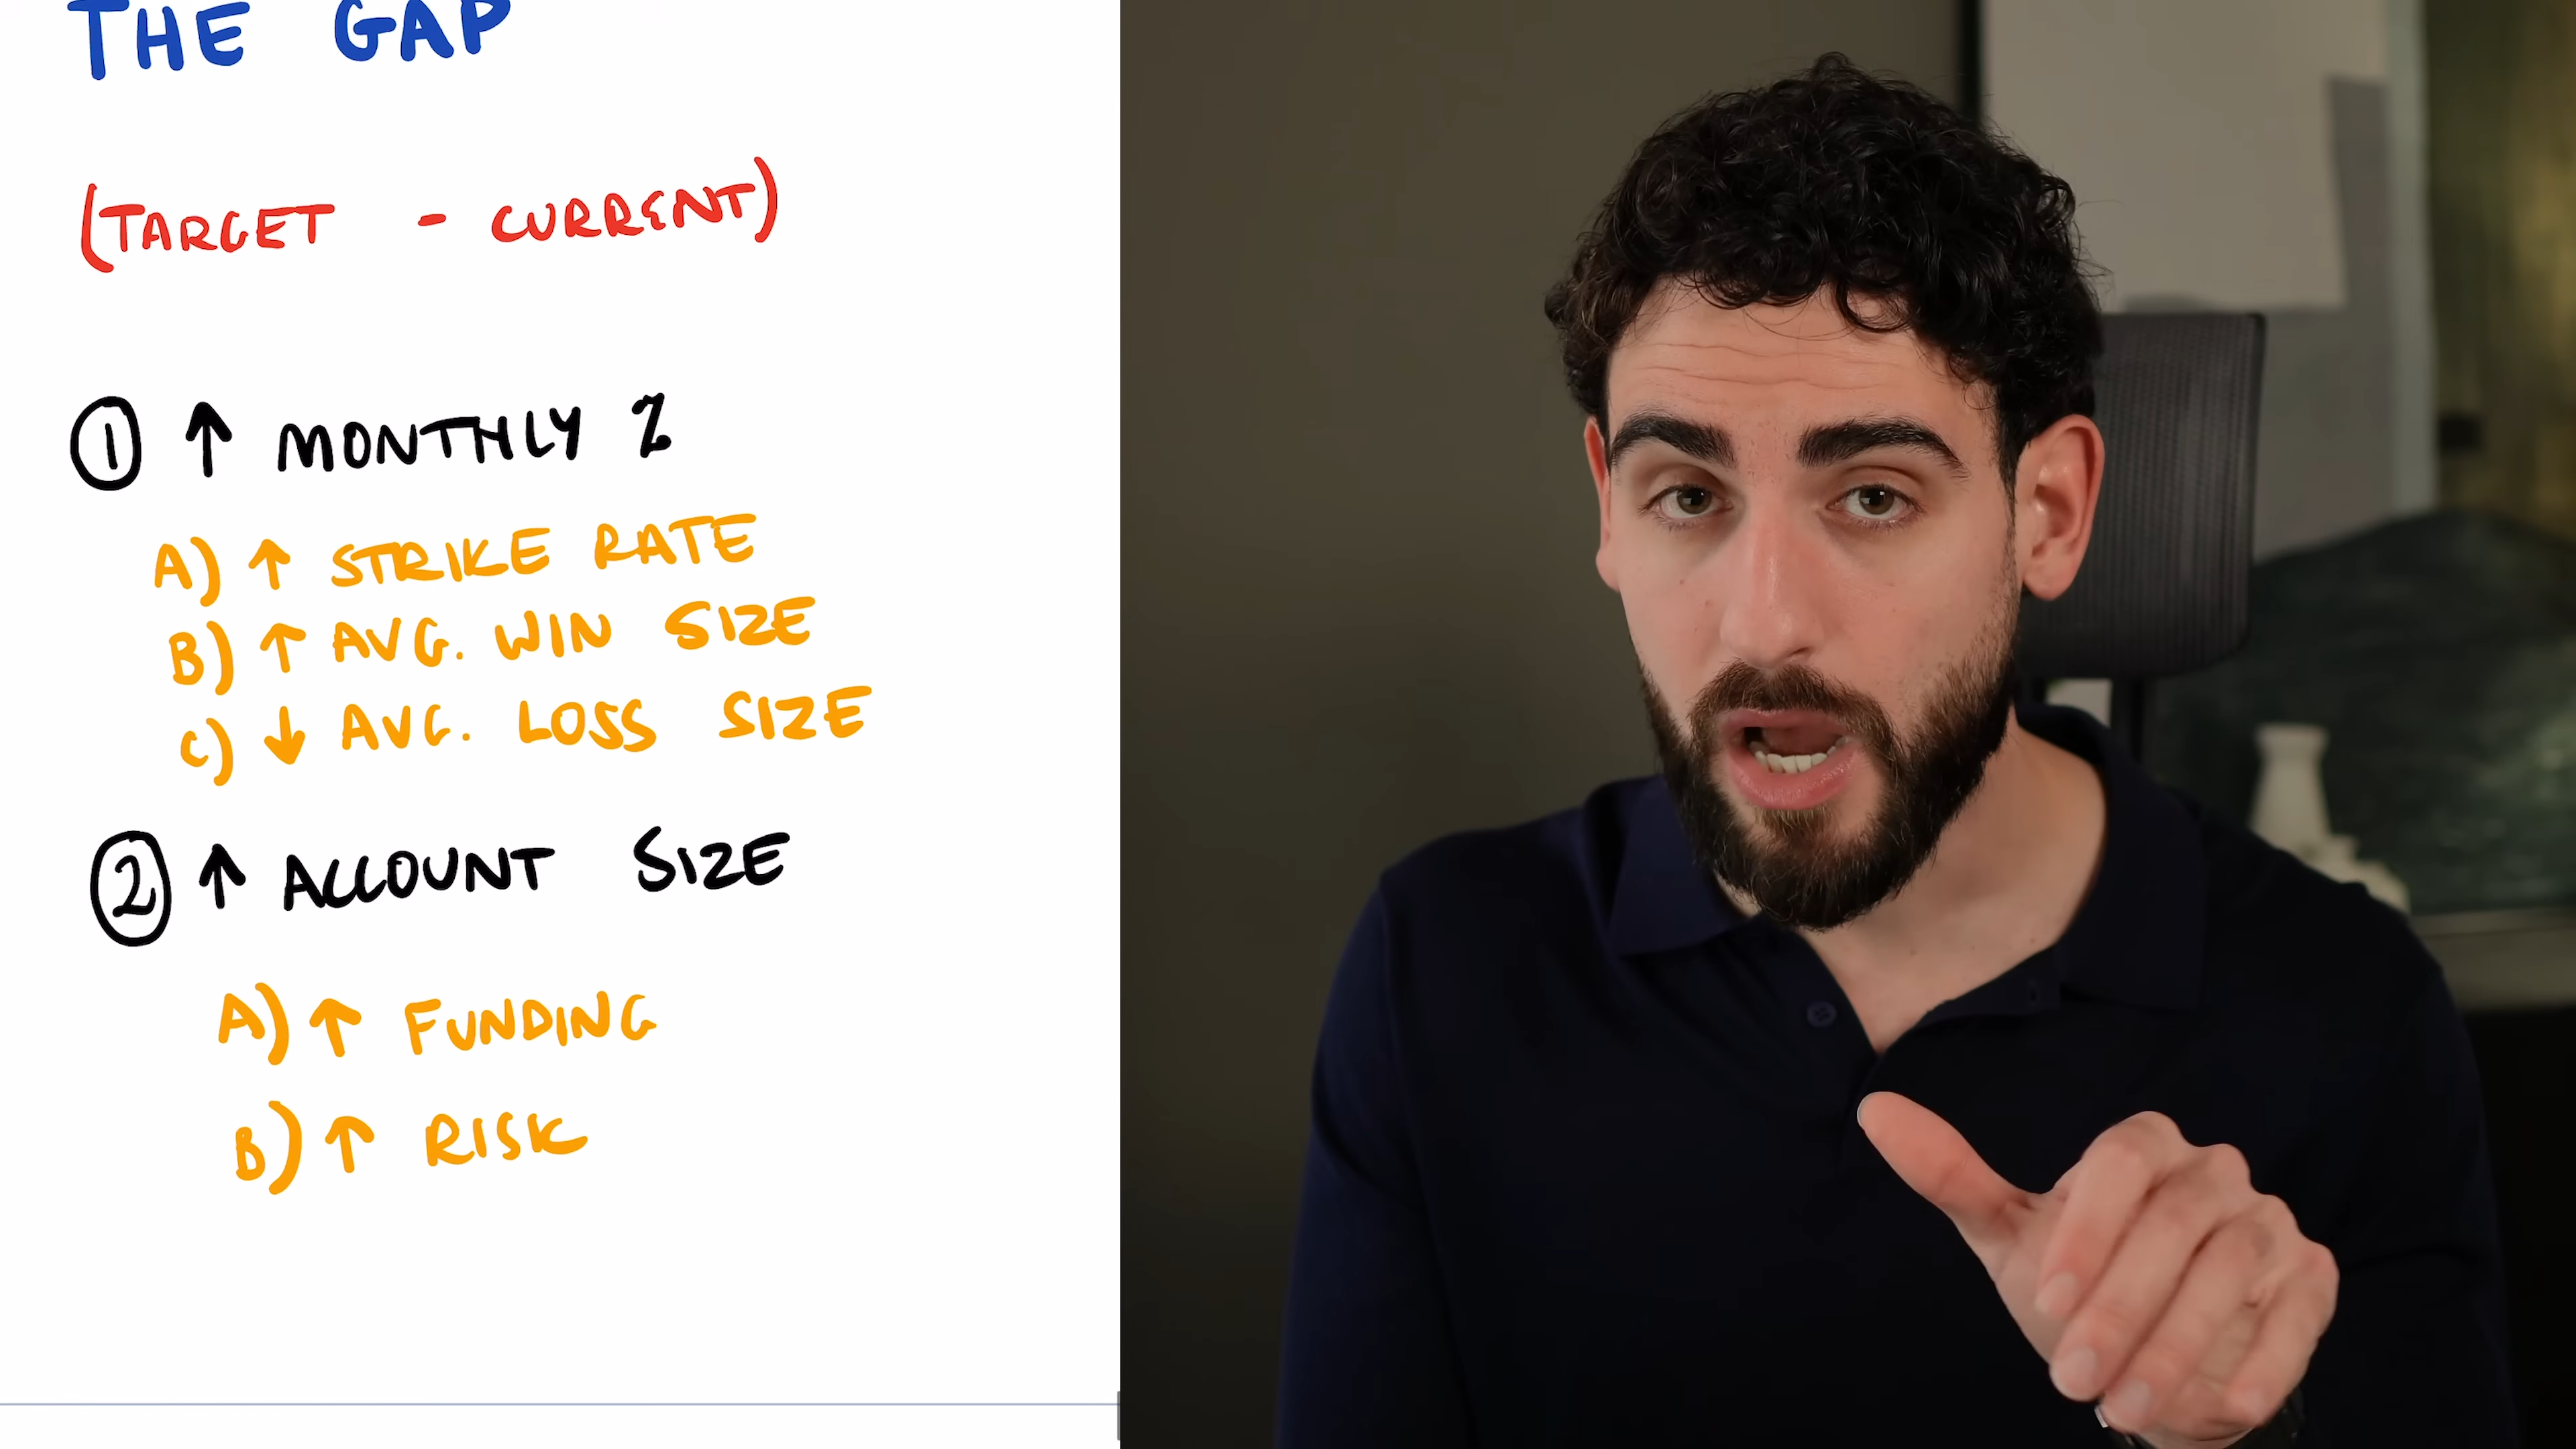 THE GAP
(TARGET - CURRENT)
① ↑ MONTHLY %
A) ↑ STRIKE RATE
B) ↑ AVG. WIN SIZE
C) ↓ AVG. LOSS SIZE
② ↑ ACCOUNT SIZE
A) ↑ FUNDING
B) ↑ RISK